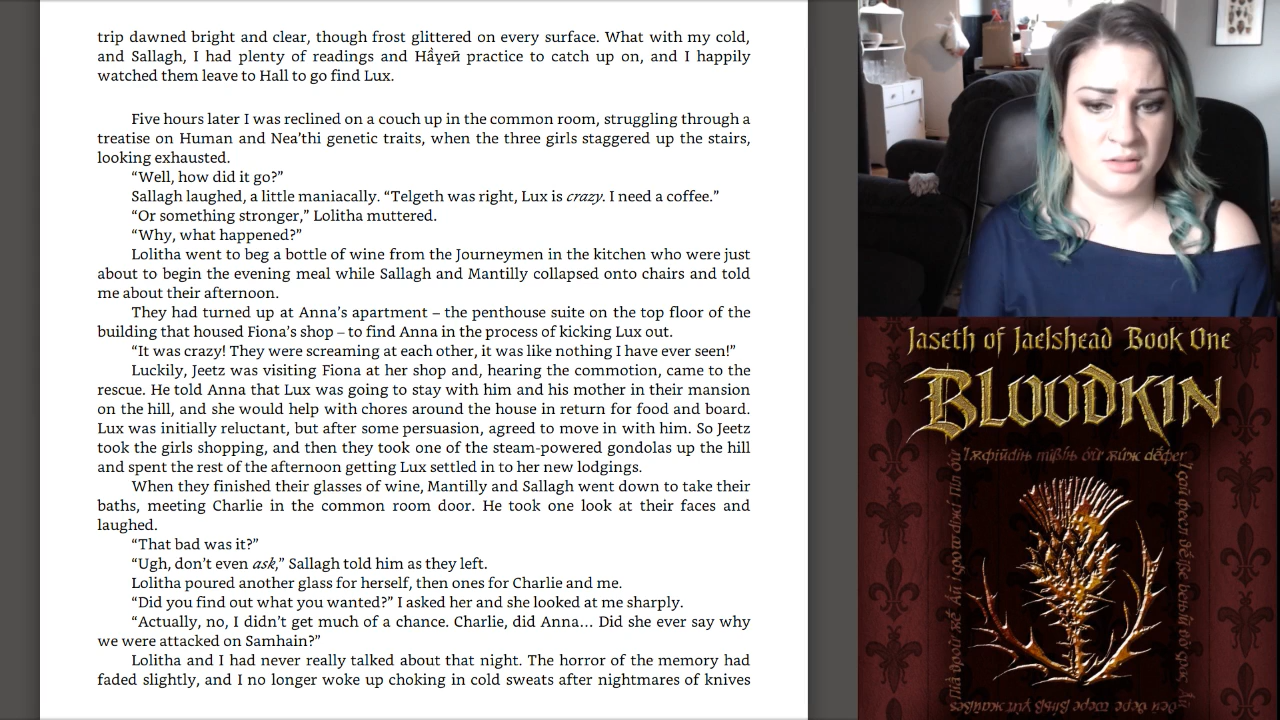 trip dawned bright and clear, though frost glittered on every surface. What with my cold,
and Sallagh, I had plenty of readings and practice to catch up on, and I happily
watched them leave to Hall to go find Lux.
Five hours later I was reclined on a couch up in the common room, struggling through a
treatise on Human and Nea’thi genetic traits, when the three girls staggered up the stairs,
looking exhausted.
“Well, how did it go?”
Sallagh laughed, a little maniacally. “Telgeth was right, Lux is crazy. I need a coffee.”
“Or something stronger,” Lolitha muttered.
“Why, what happened?”
Lolitha went to beg a bottle of wine from the Journeymen in the kitchen who were just
about to begin the evening meal while Sallagh and Mantilly collapsed onto chairs and told
me about their afternoon.
They had turned up at Anna’s apartment – the penthouse suite on the top floor of the
building that housed Fiona’s shop – to find Anna in the process of kicking Lux out.
“It was crazy! They were screaming at each other, it was like nothing I have ever seen!”
Luckily, Jeetz was visiting Fiona at her shop and, hearing the commotion, came to the
rescue. He told Anna that Lux was going to stay with him and his mother in their mansion
on the hill, and she would help with chores around the house in return for food and board.
Lux was initially reluctant, but after some persuasion, agreed to move in with him. So Jeetz
took the girls shopping, and then they took one of the steam-powered gondolas up the hill
and spent the rest of the afternoon getting Lux settled in to her new lodgings.
When they finished their glasses of wine, Mantilly and Sallagh went down to take their
baths, meeting Charlie in the common room door. He took one look at their faces and
laughed.
“That bad was it?”
“Ugh, don’t even ask,” Sallagh told him as they left.
Lolitha poured another glass for herself, then ones for Charlie and me.
“Did you find out what you wanted?” I asked her and she looked at me sharply.
“Actually, no, I didn’t get much of a chance. Charlie, did Anna... Did she ever say why
we were attacked on Samhain?”
Lolitha and I had never really talked about that night. The horror of the memory had
faded slightly, and I no longer woke up choking in cold sweats after nightmares of knives
Jaseth of Jaelshead Book One
BLOODKIN